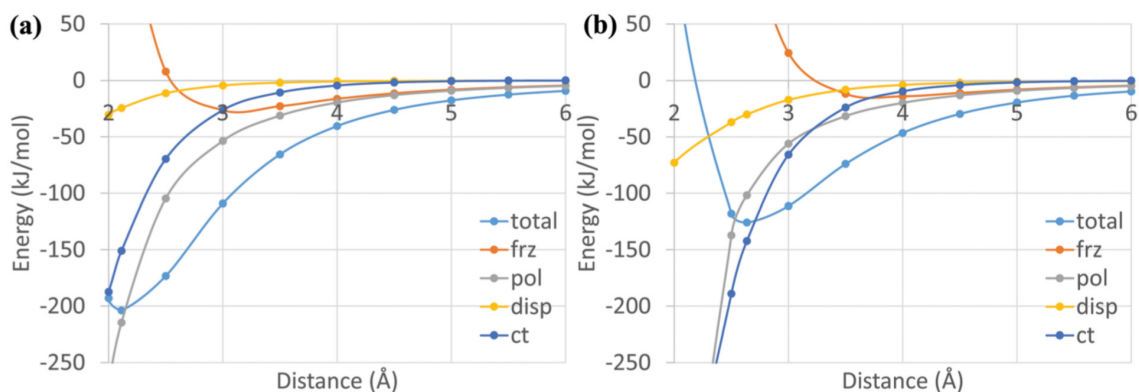 (a)
Energy (kJ/mol)
50
0
-50
-100
-150
-200
-250
2 3 4 5 6
total
frz
pol
disp
ct
Distance (Å)
(b)
Energy (kJ/mol)
50
0
-50
-100
-150
-200
-250
2 3 4 5 6
total
frz
pol
disp
ct
Distance (Å)